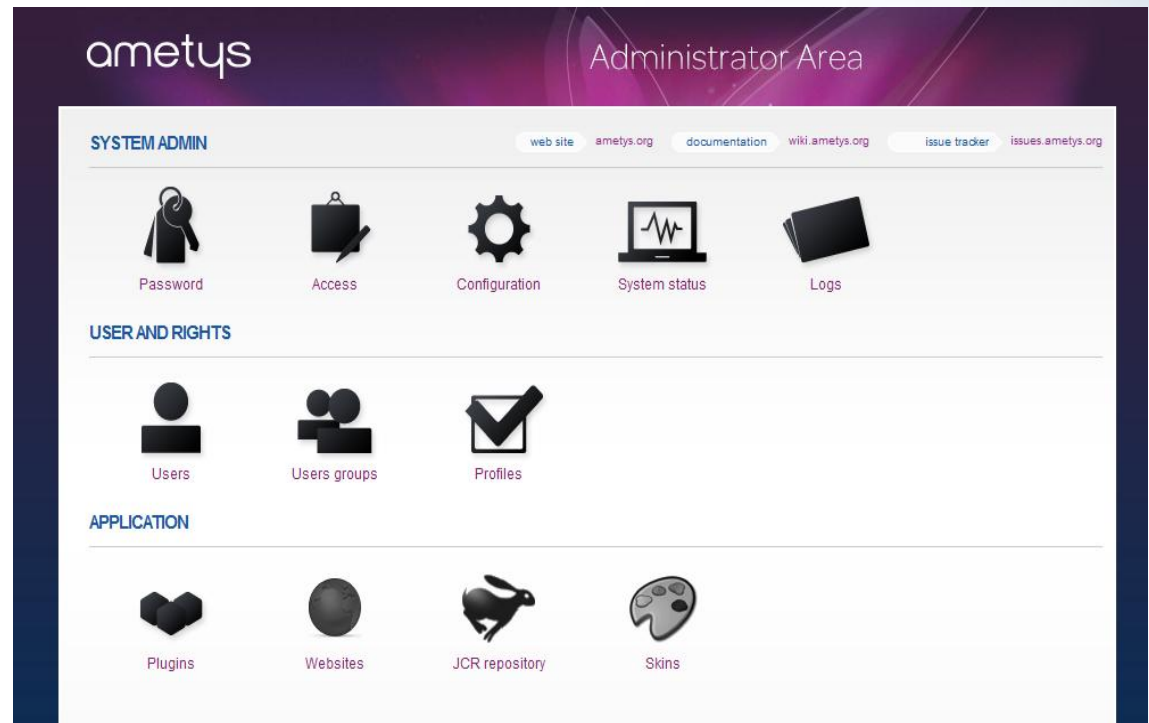 ametys
Administrator Area
SYSTEM ADMIN
web site ametys.org documentation wiki.ametys.org issue tracker issues.ametys.org
Password Access Configuration System status Logs
USER AND RIGHTS
Users Users groups Profiles
APPLICATION
Plugins Websites JCR repository Skins